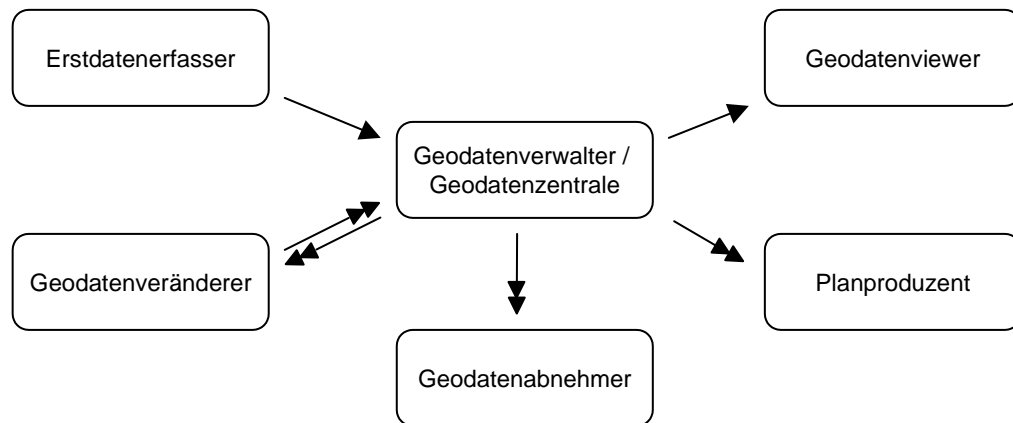 Erstdatenerfasser
Geodatenviewer
Geodatenverwalter /
Geodatenzentrale
Geodatenveränderer
Planproduzent
Geodatenabnehmer